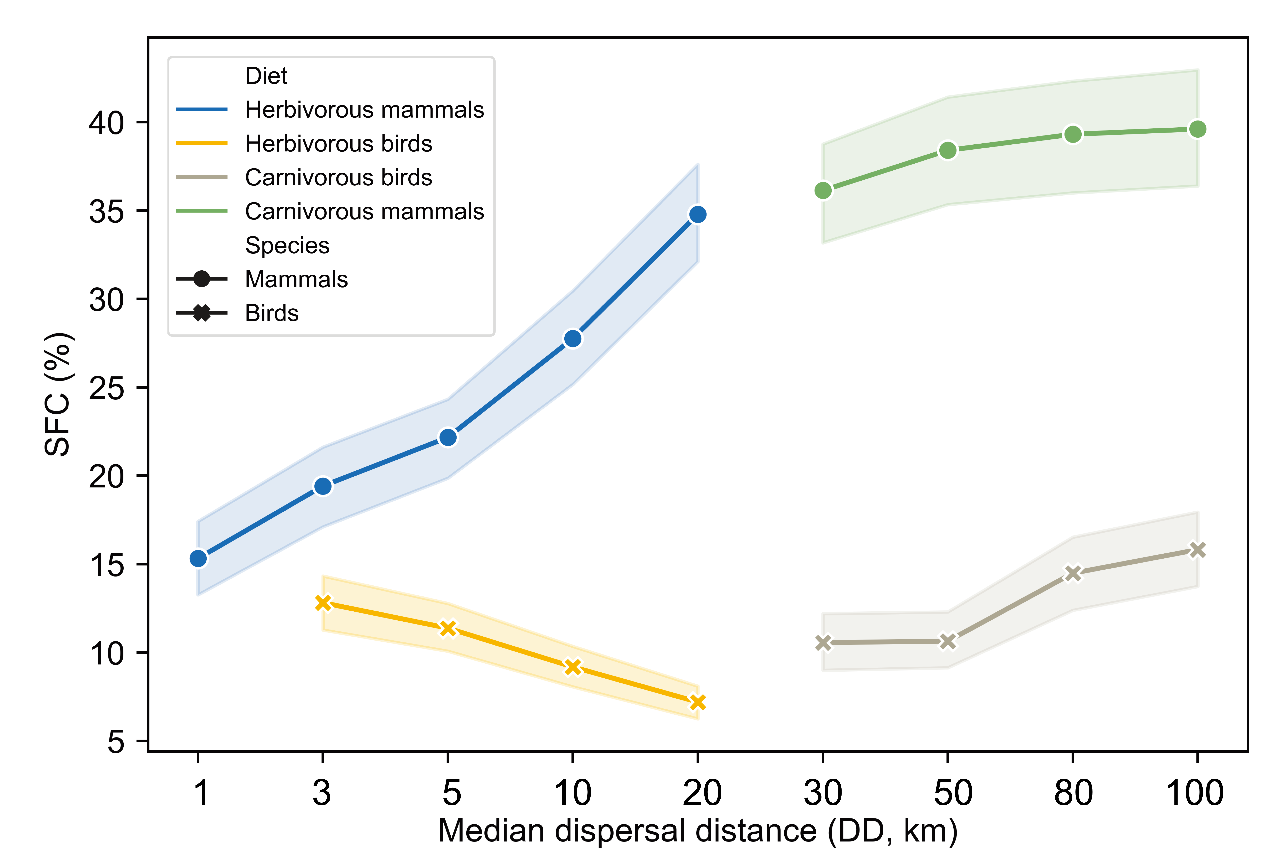 Diet
Herbivorous mammals
Herbivorous birds
Carnivorous birds
Carnivorous mammals
Species
Mammals
Birds
SFC (%)
40
35
30
25
20
15
10
5
1 3 5 10 20 30 50 80 100
Median dispersal distance (DD, km)